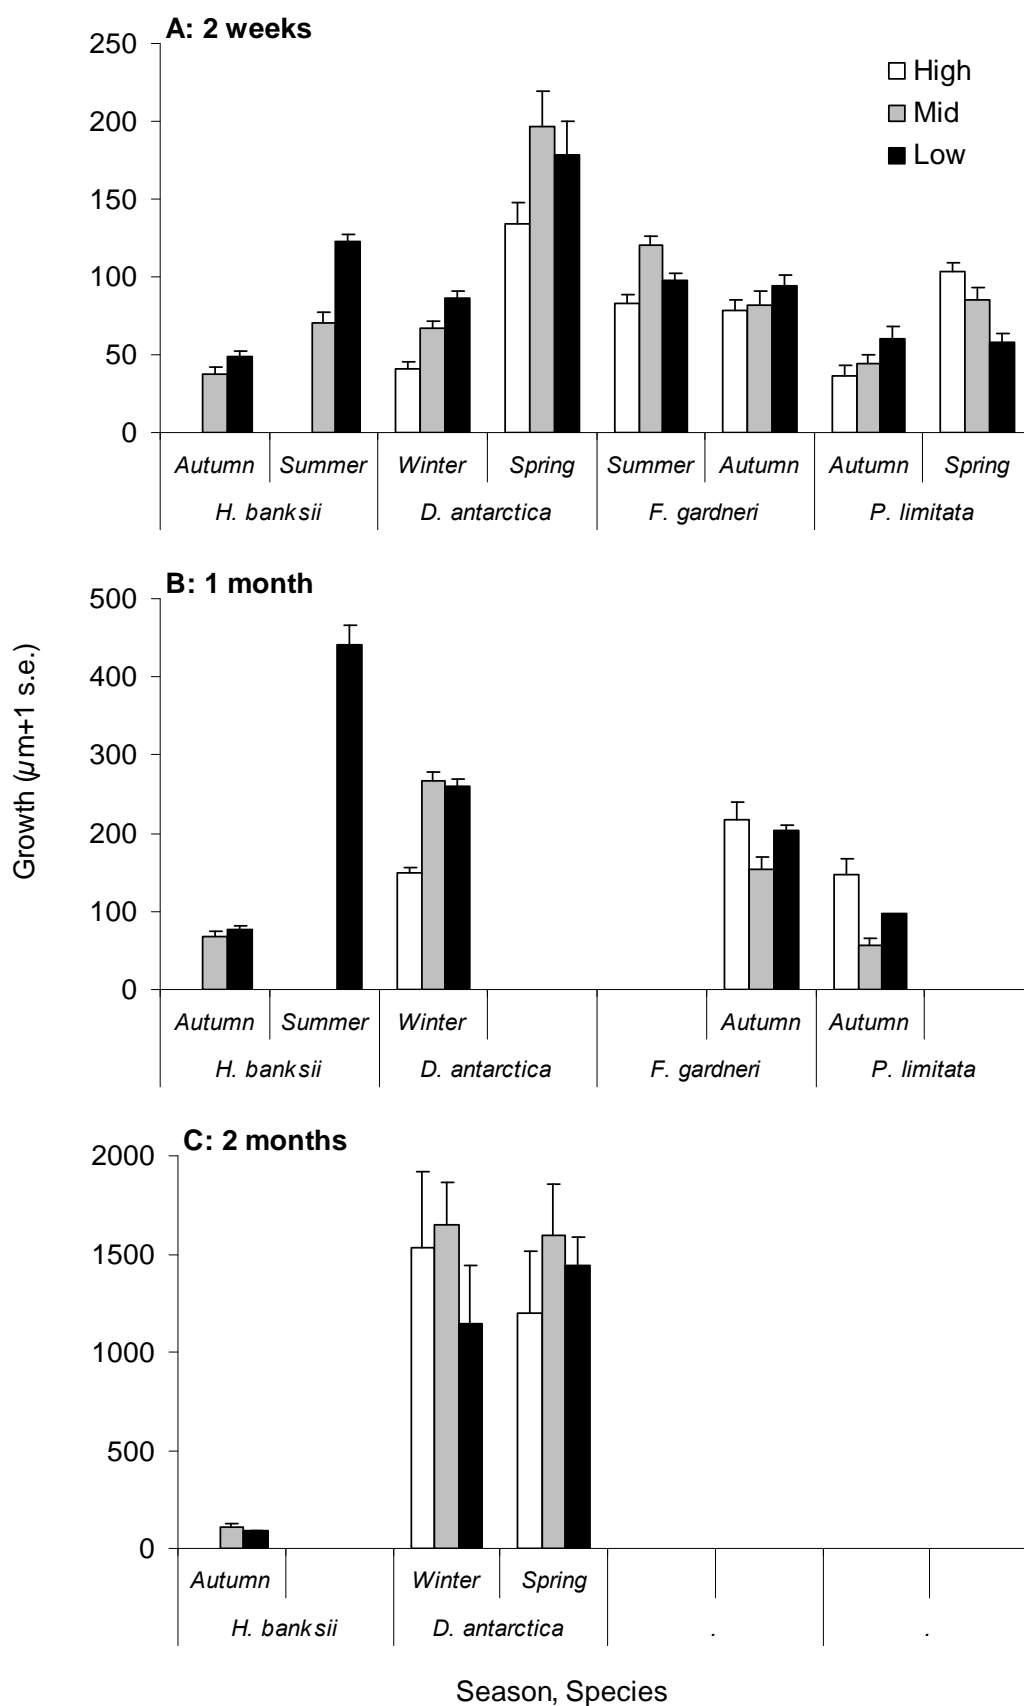 A: 2 weeks
250
200
150
100
50
0
High
Mid
Low
Autumn Summer Winter Spring Summer Autumn Autumn Spring
H. banksii D. antarctica F. gardneri P. limitata
B: 1 month
500
400
300
200
100
0
Growth (µm+1 s.e.)
Autumn Summer Winter Autumn Autumn
H. banksii D. antarctica F. gardneri P. limitata
C: 2 months
2000
1500
1000
500
0
Autumn Winter Spring
H. banksii D. antarctica . .
Season, Species